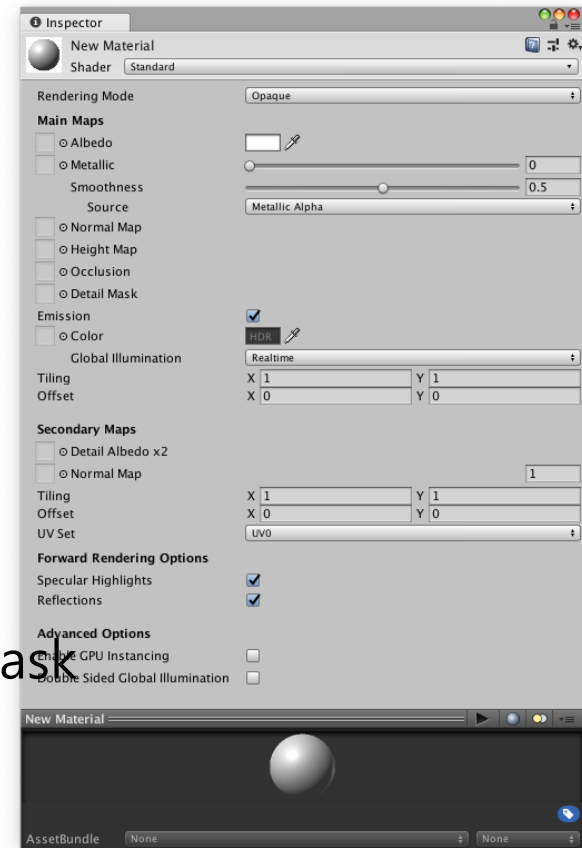 Inspector
New Material
Shader Standard
Rendering Mode Opaque
Main Maps
Albedo
Metallic 0
Smoothness 0.5
Source Metallic Alpha
Normal Map
Height Map
Occlusion
Detail Mask
Emission
Color HDR
Global Illumination Realtime
Tiling X 1 Y 1
Offset X 0 Y 0
Secondary Maps
Detail Albedo x2
Normal Map 1
Tiling X 1 Y 1
Offset X 0 Y 0
UV Set UV0
Forward Rendering Options
Specular Highlights
Reflections
Advanced Options
Enable GPU Instancing
ask
Double Sided Global Illumination
New Material
AssetBundle None None